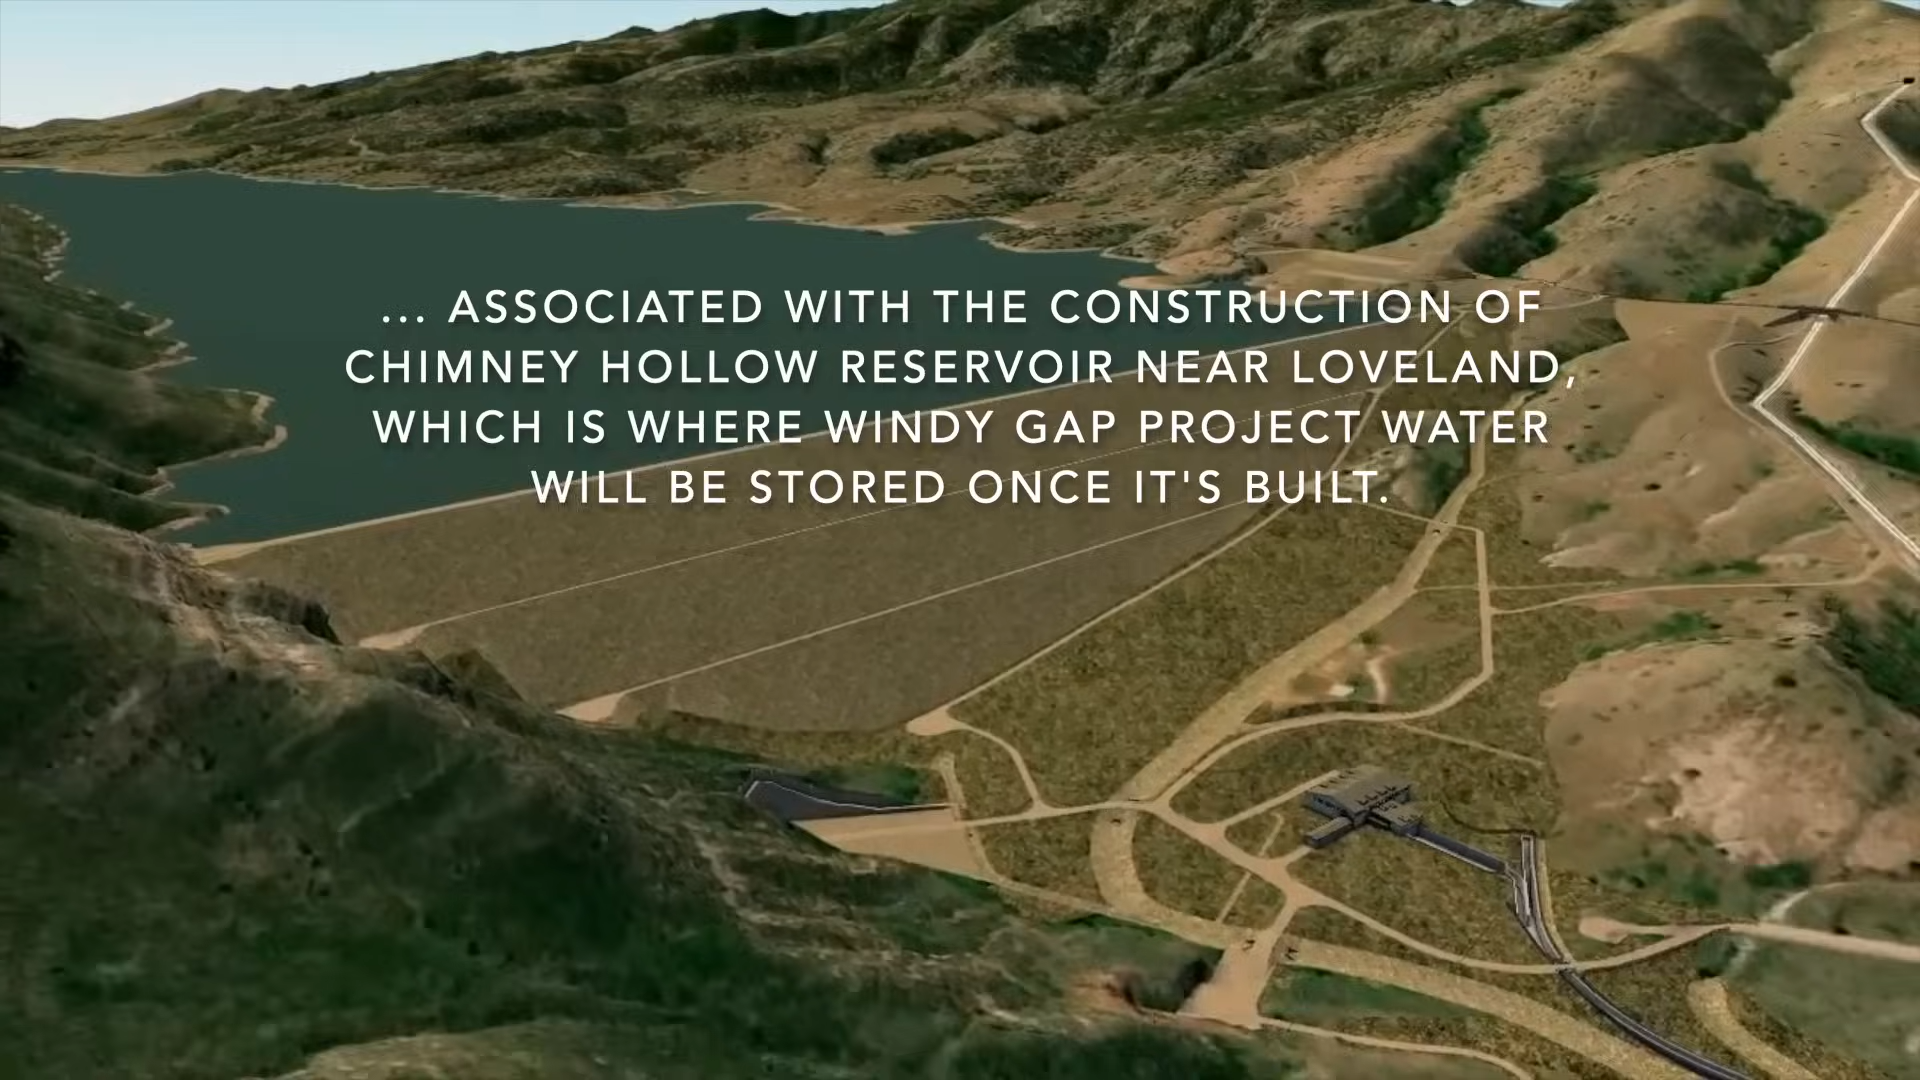 ... ASSOCIATED WITH THE CONSTRUCTION OF
CHIMNEY HOLLOW RESERVOIR NEAR LOVELAND,
WHICH IS WHERE WINDY GAP PROJECT WATER
WILL BE STORED ONCE IT'S BUILT.